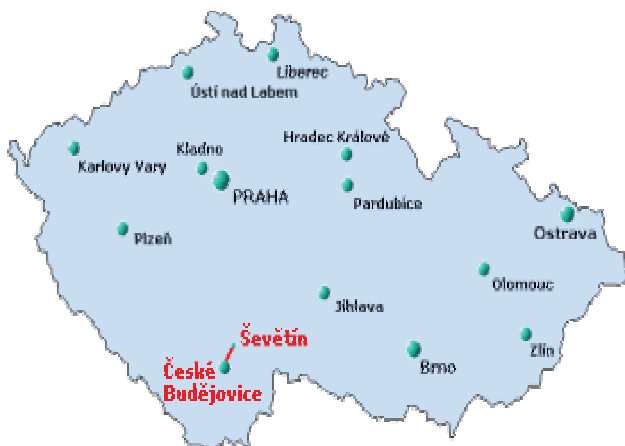 Liberec
Ústí nad Labem
Hradec Králové
Kladno
Karlovy Vary
PRAHA
Pardubice
Ostrava
Plzeň
Olomouc
Jihlava
Ševětín
Zlín
Brno
České
Budějovice